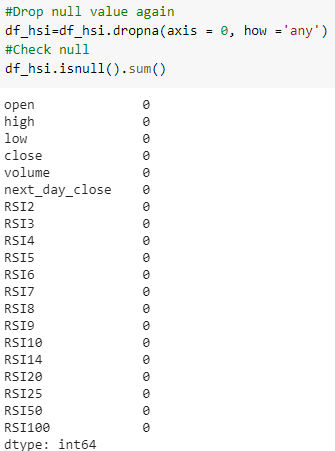 #Drop null value again
df_hsi=df_hsi.dropna(axis = 0, how ='any')
#Check null
df_hsi.isnull().sum()
open 0
high 0
low 0
close 0
volume 0
next_day_close 0
RSI2 0
RSI3 0
RSI4 0
RSI5 0
RSI6 0
RSI7 0
RSI8 0
RSI9 0
RSI10 0
RSI14 0
RSI20 0
RSI25 0
RSI50 0
RSI100 0
dtype: int64